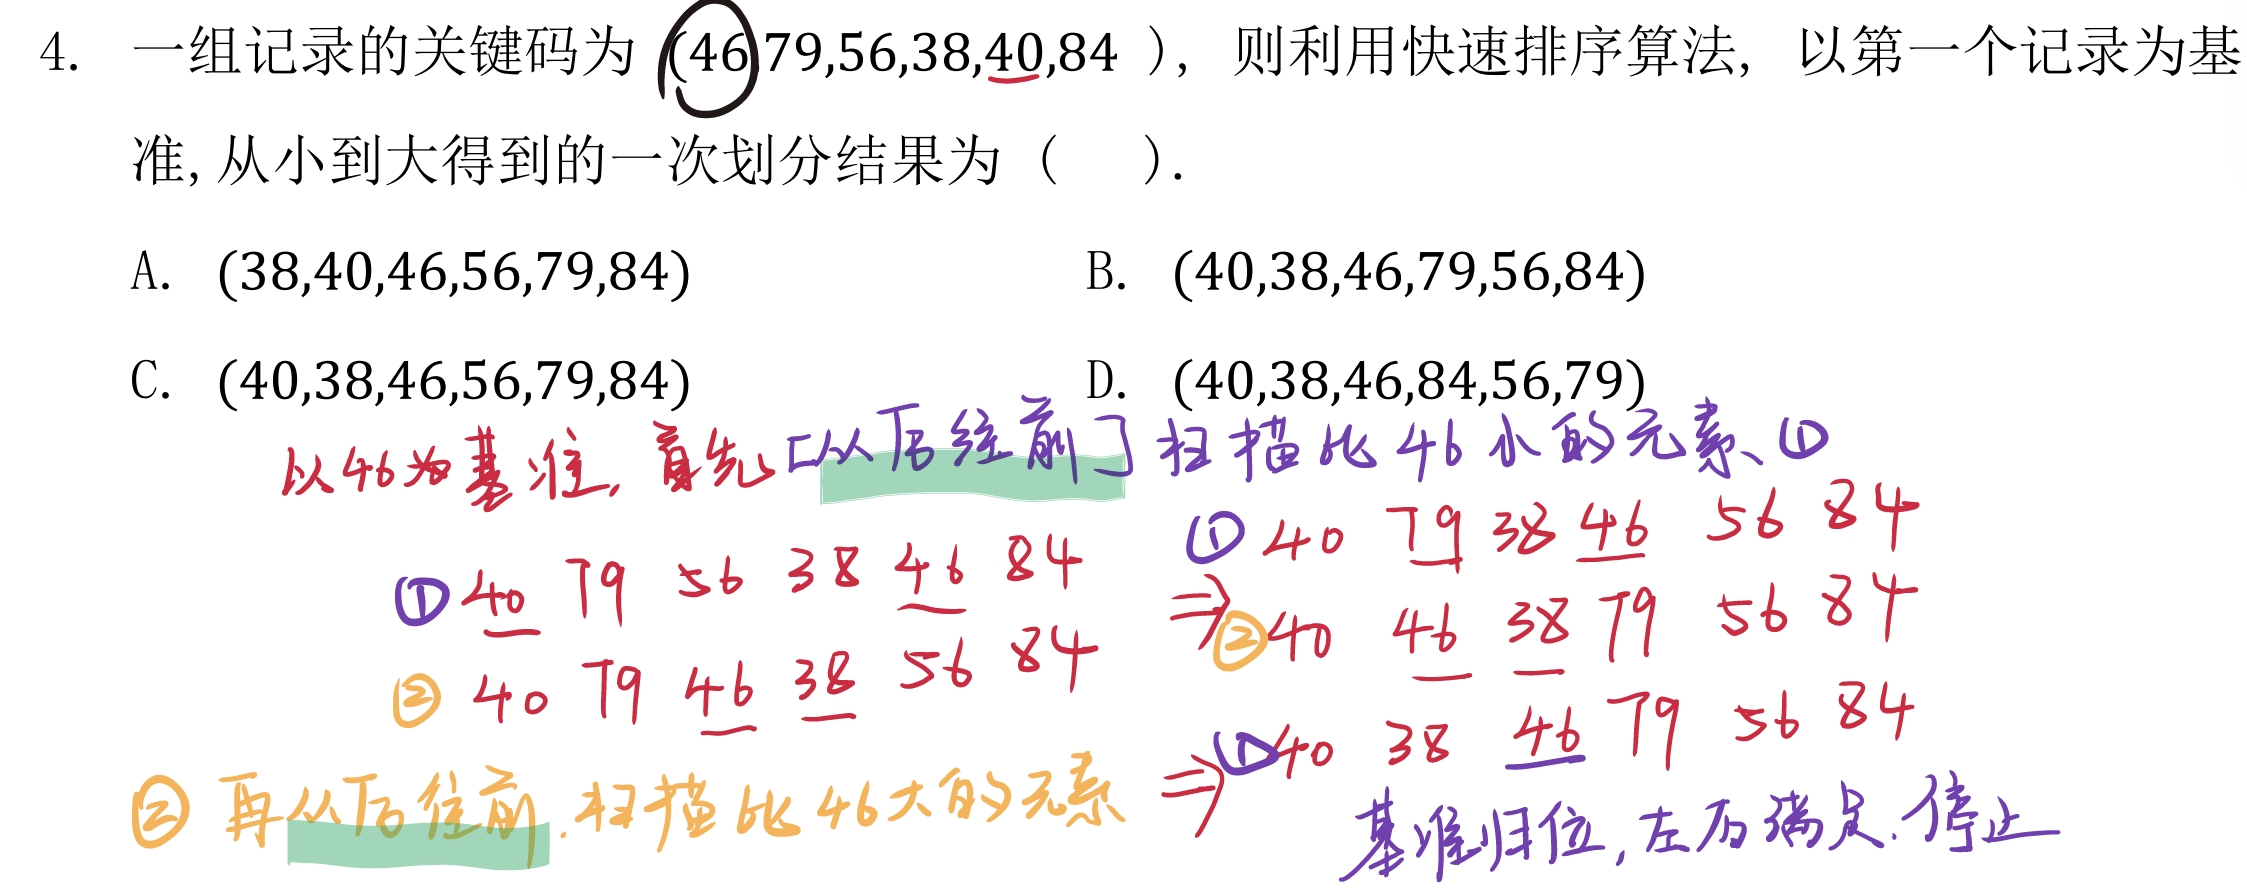 4. 一组记录的关键码为 (46,79,56,38,40,84 ), 则利用快速排序算法, 以第一个记录为基
准,从小到大得到的一次划分结果为 ( ).
A. (38,40,46,56,79,84) B. (40,38,46,79,56,84)
C. (40,38,46,56,79,84) D. (40,38,46,84,56,79)
以46为基准,首先「从后往前」扫描比46小的元素、①
① 40 79 56 38 46 84
② 40 79 46 38 56 84
② 再从后往前,扫描比46大的元素
① 40 79 38 46 56 84
⇒ ② 40 46 38 79 56 84
⇒ ① 40 38 46 79 56 84
基准归位,左右满足.停止